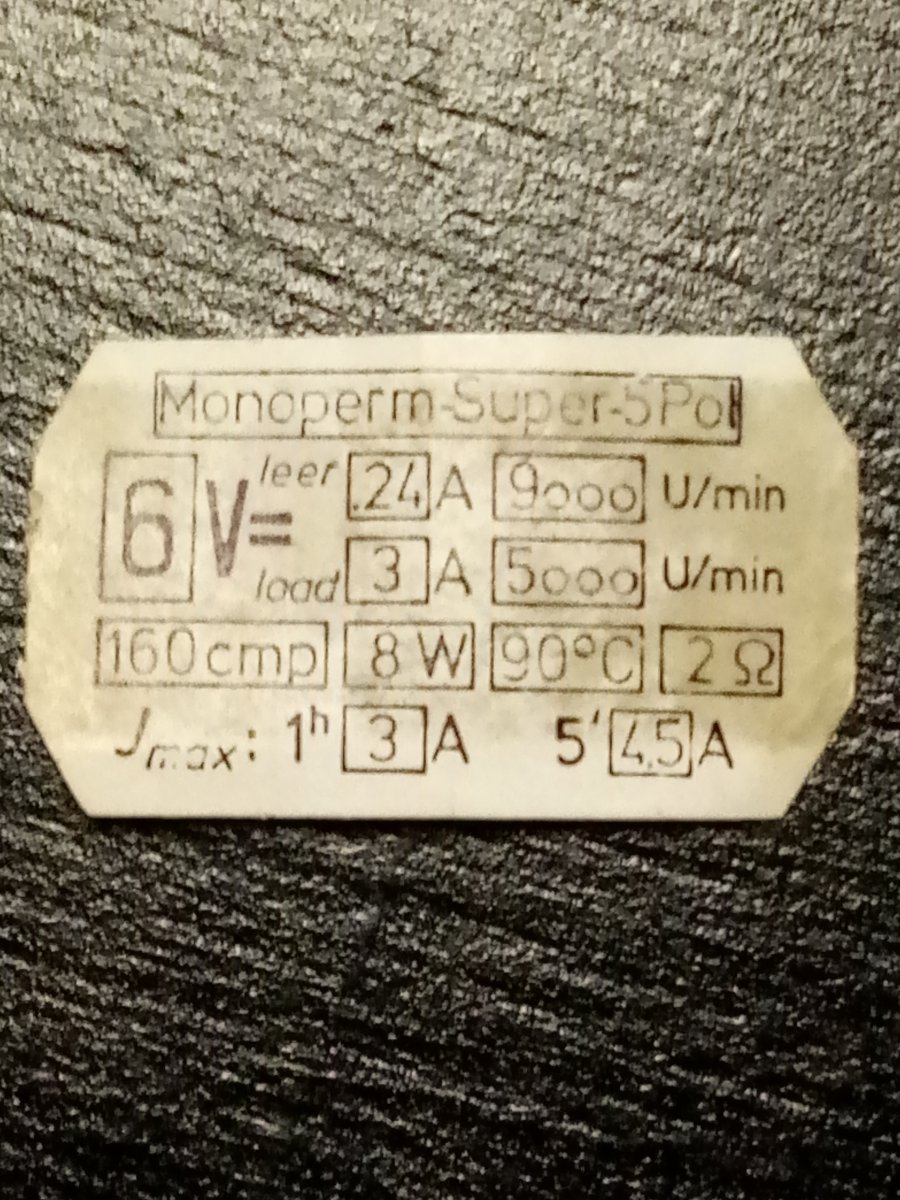 Monoperm-Super-5Pol
6 V= leer .24 A 9000 U/min
load 3 A 5000 U/min
160 cmp 8 W 90°C 2 Ω
Jmax: 1h 3 A 5' 4.5 A